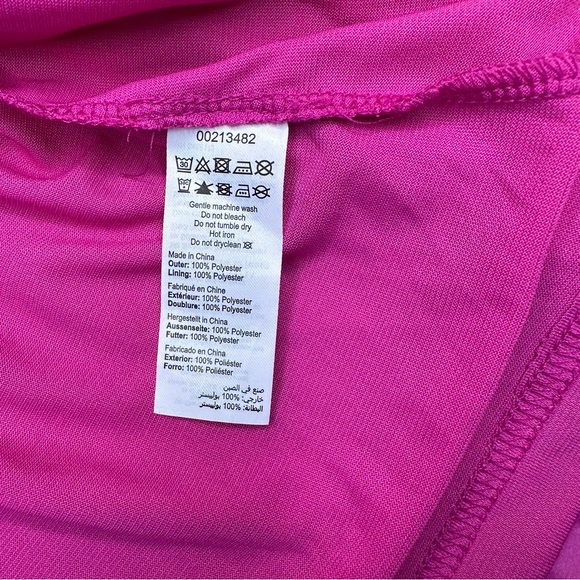 00213482
30
Gentle machine wash
Do not bleach
Do not tumble dry
Hot iron
Do not dryclean
Made in China
Outer: 100% Polyester
Lining: 100% Polyester
Fabriqué en Chine
Extérieur: 100% Polyester
Doublure: 100% Polyester
Hergestellt in China
Aussenseite: 100% Polyester
Futter: 100% Polyester
Fabricado en China
Exterior: 100% Poliéster
Forro: 100% Poliéster
صنع في الصين
خارجي: 100% بوليستر
البطانة: 100% بوليستر